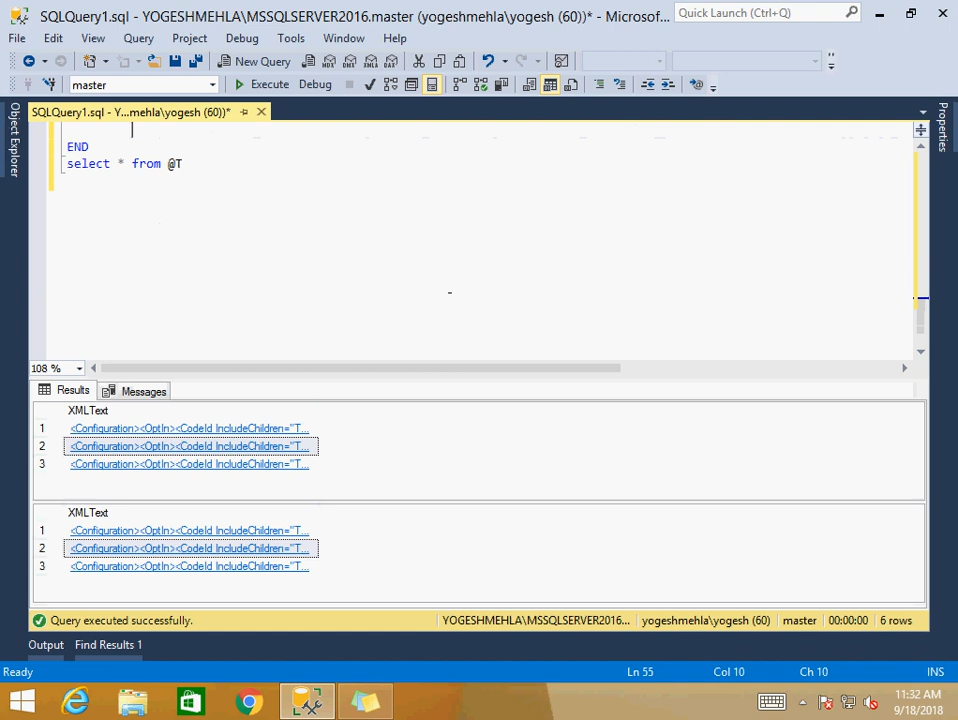 SQLQuery1.sql - YOGESHMEHLA\MSSQLSERVER2016.master (yogeshmehla\yogesh (60))* - Microsof...
Quick Launch (Ctrl+Q)
File Edit View Query Project Debug Tools Window Help
New Query
master Execute Debug
SQLQuery1.sql - Y...mehla\yogesh (60))*
Object Explorer
Properties
END
select * from @T
108 %
Results Messages
XMLText
1 <Configuration><OptIn><CodeId IncludeChildren="T...
2 <Configuration><OptIn><CodeId IncludeChildren="T...
3 <Configuration><OptIn><CodeId IncludeChildren="T...
XMLText
1 <Configuration><OptIn><CodeId IncludeChildren="T...
2 <Configuration><OptIn><CodeId IncludeChildren="T...
3 <Configuration><OptIn><CodeId IncludeChildren="T...
Query executed successfully. YOGESHMEHLA\MSSQLSERVER2016... yogeshmehla\yogesh (60) master 00:00:00 6 rows
Output Find Results 1
Ready Ln 55 Col 10 Ch 10 INS
11:32 AM
9/18/2018